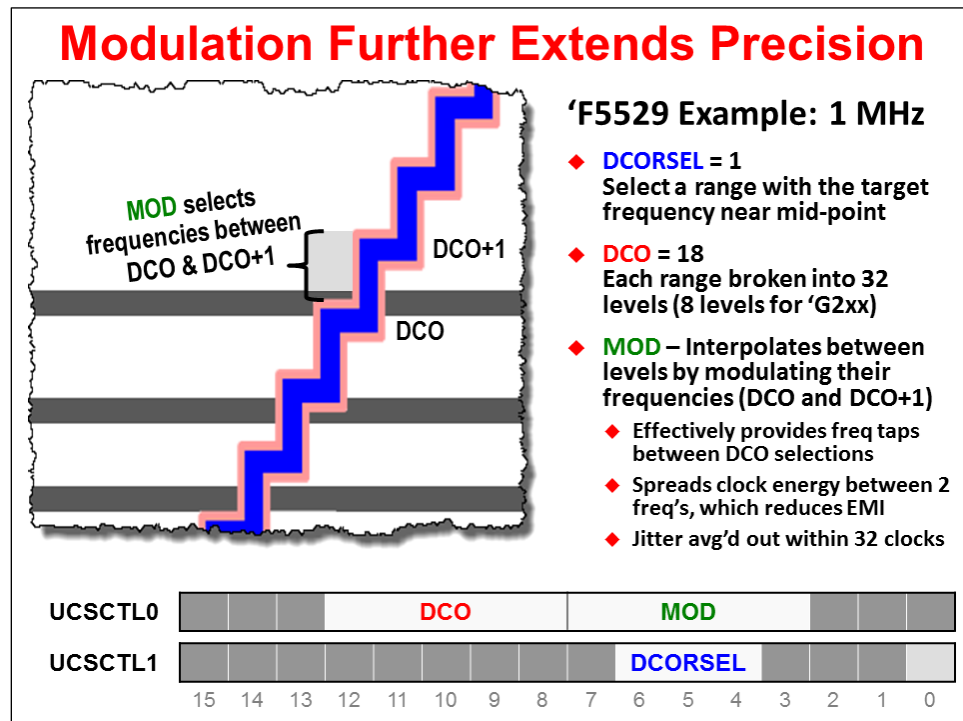 Modulation Further Extends Precision
MOD selects
frequencies between
DCO & DCO+1
DCO+1
DCO
‘F5529 Example: 1 MHz
DCORSEL = 1
Select a range with the target
frequency near mid-point
DCO = 18
Each range broken into 32
levels (8 levels for ‘G2xx)
MOD – Interpolates between
levels by modulating their
frequencies (DCO and DCO+1)
Effectively provides freq taps
between DCO selections
Spreads clock energy between 2
freq’s, which reduces EMI
Jitter avg’d out within 32 clocks
UCSCTL0 DCO MOD
UCSCTL1 DCORSEL
15 14 13 12 11 10 9 8 7 6 5 4 3 2 1 0